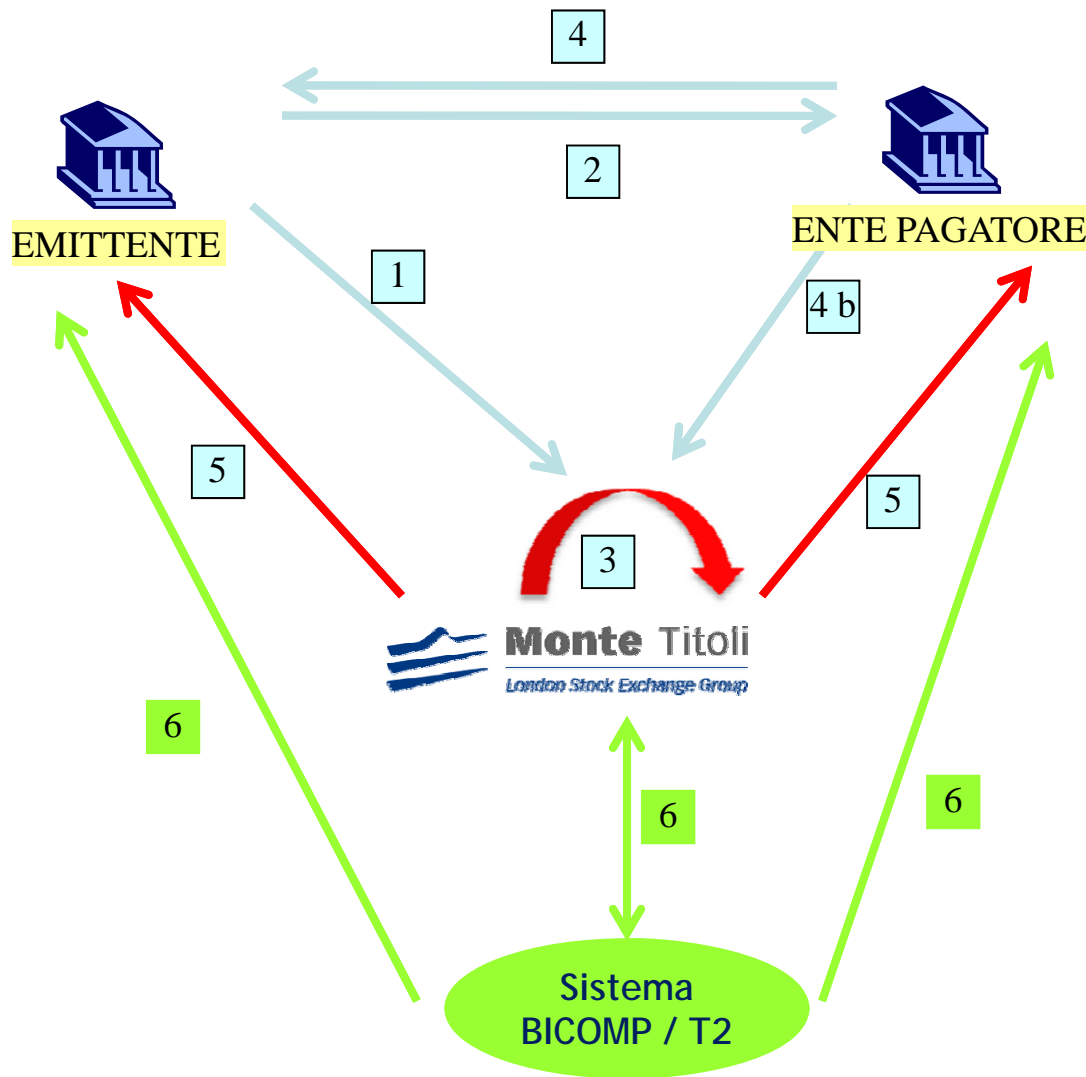 4
2
EMITTENTE
ENTE PAGATORE
1
4 b
5
5
3
Monte Titoli
London Stock Exchange Group
6
6
6
Sistema
BICOMP / T2